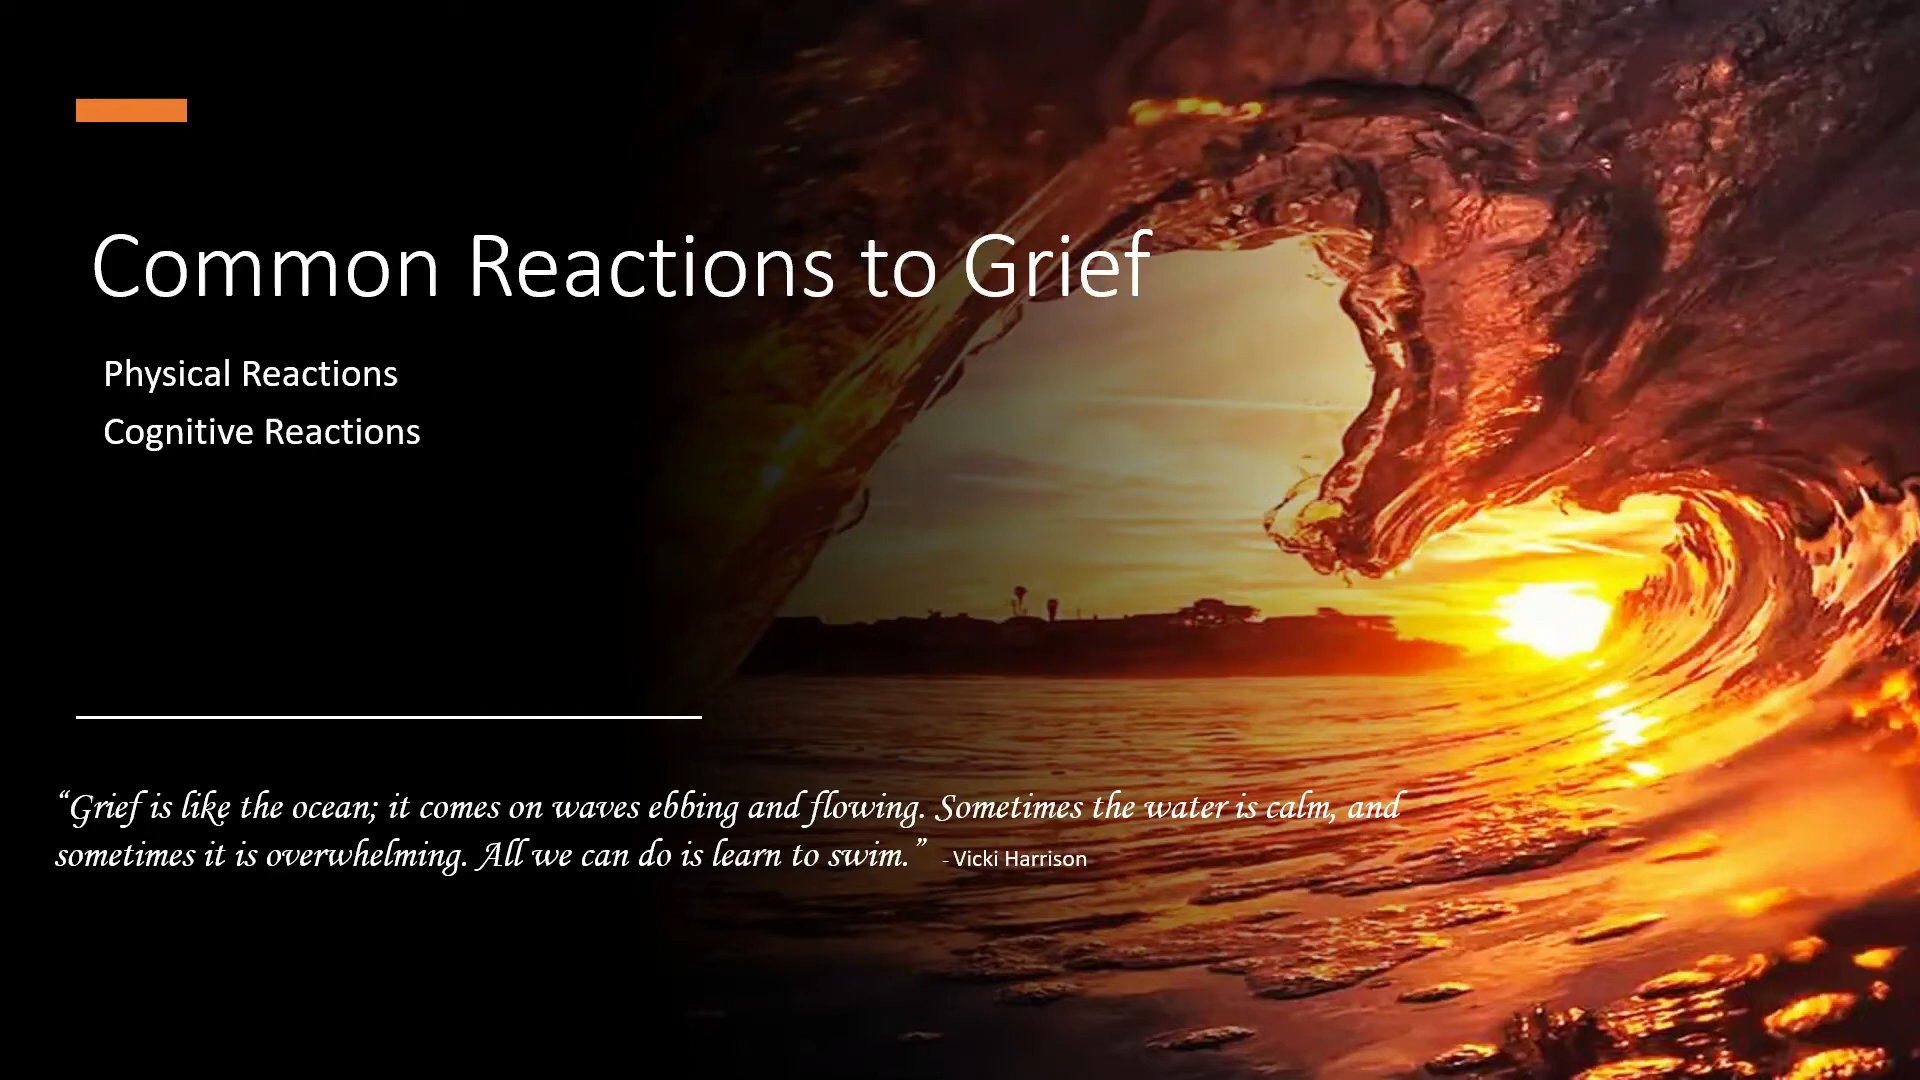 Common Reactions to Grief
Physical Reactions
Cognitive Reactions
“Grief is like the ocean; it comes on waves ebbing and flowing. Sometimes the water is calm, and
sometimes it is overwhelming. All we can do is learn to swim.” - Vicki Harrison